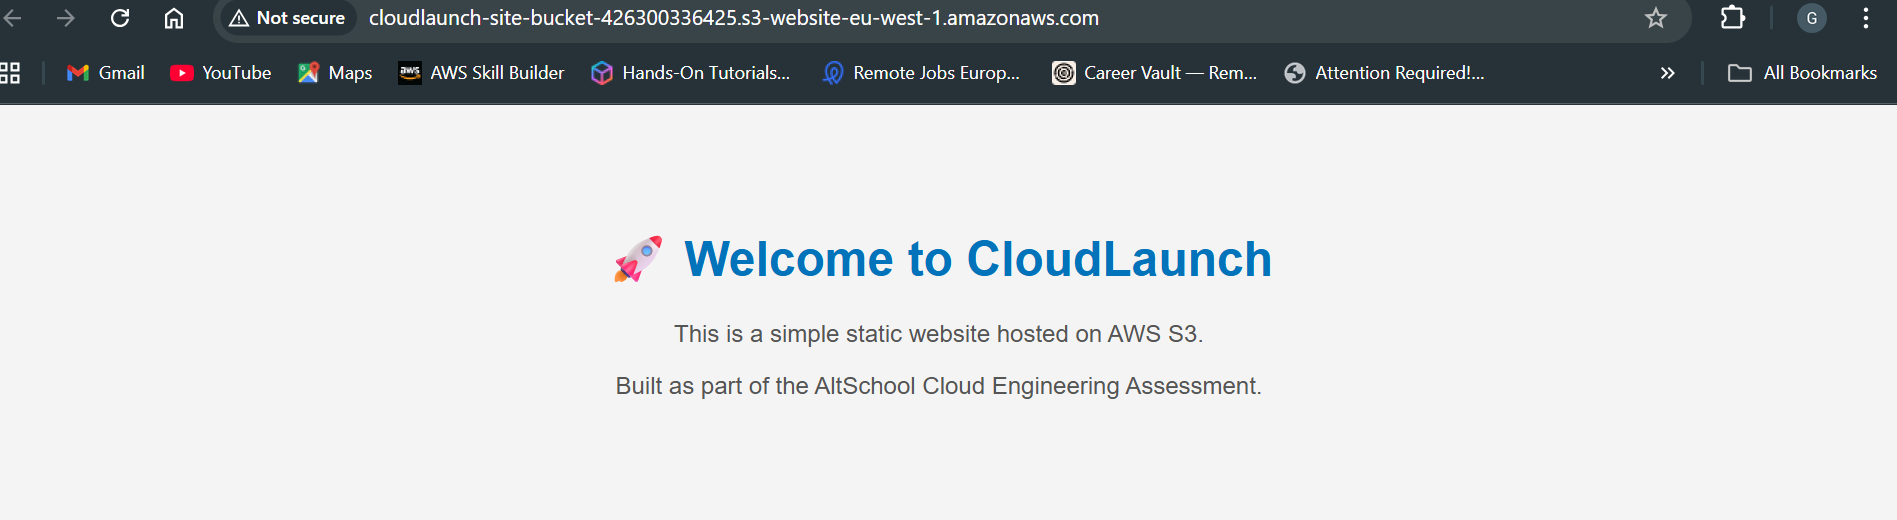 Not secure cloudlaunch-site-bucket-426300336425.s3-website-eu-west-1.amazonaws.com G
Gmail YouTube Maps aws AWS Skill Builder Hands-On Tutorials... Remote Jobs Europ... Career Vault — Rem... Attention Required!... » All Bookmarks
🚀 Welcome to CloudLaunch
This is a simple static website hosted on AWS S3.
Built as part of the AltSchool Cloud Engineering Assessment.